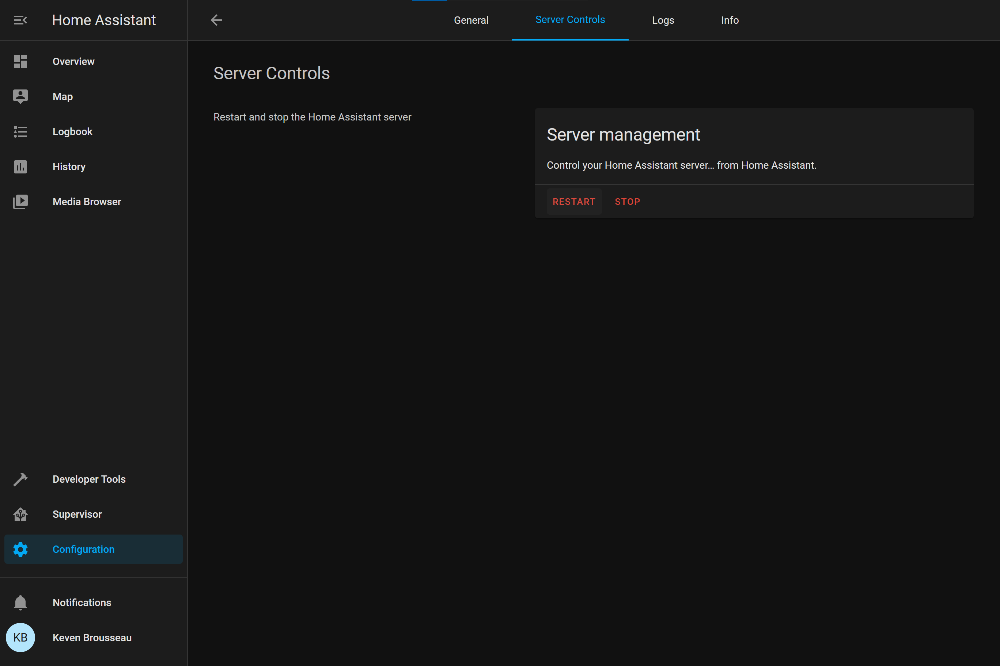 Home Assistant
General
Server Controls
Logs
Info
Overview
Map
Logbook
History
Media Browser
Developer Tools
Supervisor
Configuration
Notifications
KB
Keven Brousseau
Server Controls
Restart and stop the Home Assistant server
Server management
Control your Home Assistant server… from Home Assistant.
RESTART
STOP